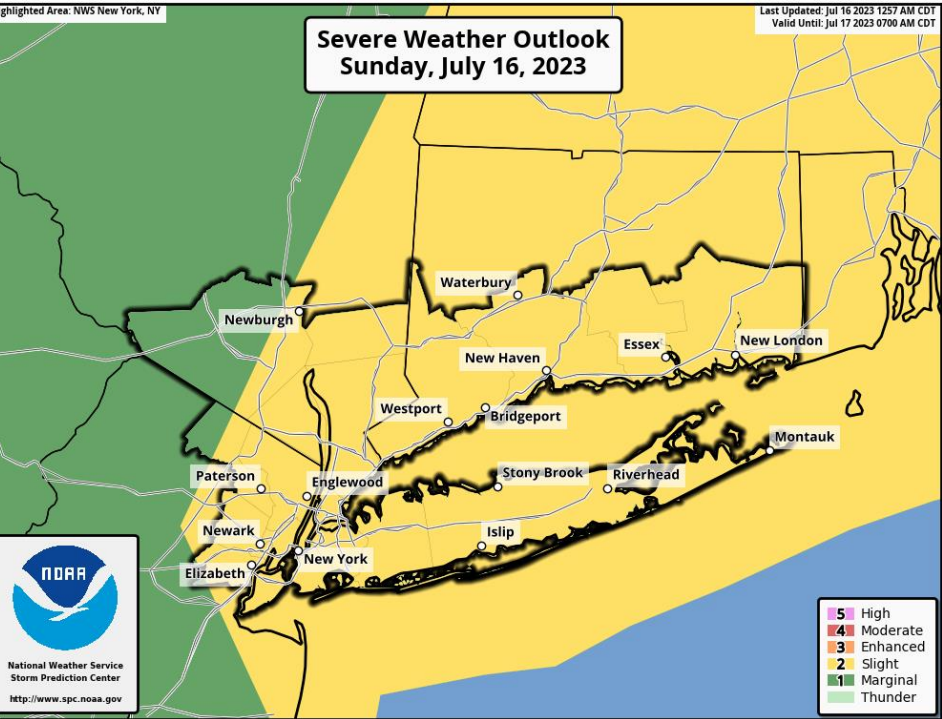 ghlighted Area: NWS New York, NY
Last Updated: Jul 16 2023 1257 AM CDT
Valid Until: Jul 17 2023 0700 AM CDT
Severe Weather Outlook
Sunday, July 16, 2023
Waterbury
Newburgh
Essex
New London
New Haven
Westport
Bridgeport
Montauk
Paterson
Englewood
Stony Brook
Riverhead
Newark
Islip
New York
Elizabeth
NOAA
National Weather Service
Storm Prediction Center
http://www.spc.noaa.gov
5 High
4 Moderate
3 Enhanced
2 Slight
1 Marginal
Thunder